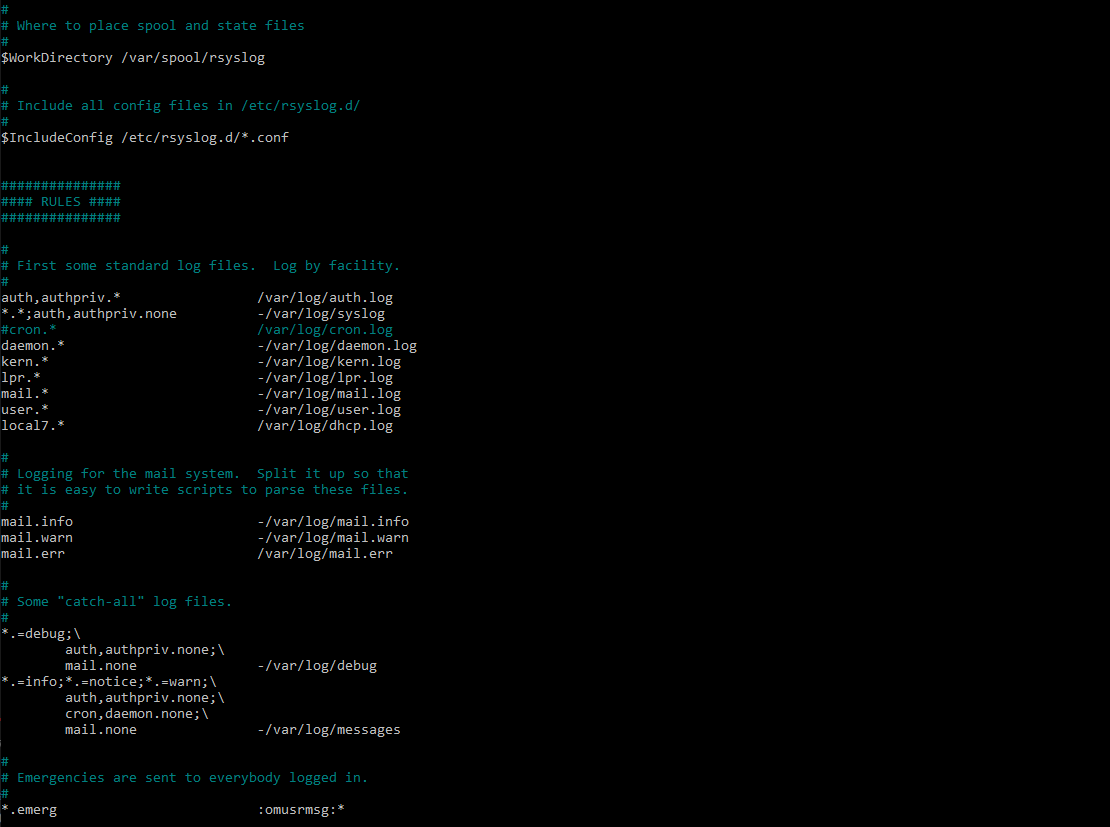 #
# Where to place spool and state files
#
$WorkDirectory /var/spool/rsyslog

#
# Include all config files in /etc/rsyslog.d/
#
$IncludeConfig /etc/rsyslog.d/*.conf


###############
#### RULES ####
###############

#
# First some standard log files.  Log by facility.
#
auth,authpriv.*                 /var/log/auth.log
*.*;auth,authpriv.none          -/var/log/syslog
#cron.*                         /var/log/cron.log
daemon.*                        -/var/log/daemon.log
kern.*                          -/var/log/kern.log
lpr.*                           -/var/log/lpr.log
mail.*                          -/var/log/mail.log
user.*                          -/var/log/user.log
local7.*                        /var/log/dhcp.log

#
# Logging for the mail system.  Split it up so that
# it is easy to write scripts to parse these files.
#
mail.info                       -/var/log/mail.info
mail.warn                       -/var/log/mail.warn
mail.err                        /var/log/mail.err

#
# Some "catch-all" log files.
#
*.=debug;\
        auth,authpriv.none;\
        mail.none               -/var/log/debug
*.=info;*.=notice;*.=warn;\
        auth,authpriv.none;\
        cron,daemon.none;\
        mail.none               -/var/log/messages

#
# Emergencies are sent to everybody logged in.
#
*.emerg                         :omusrmsg:*